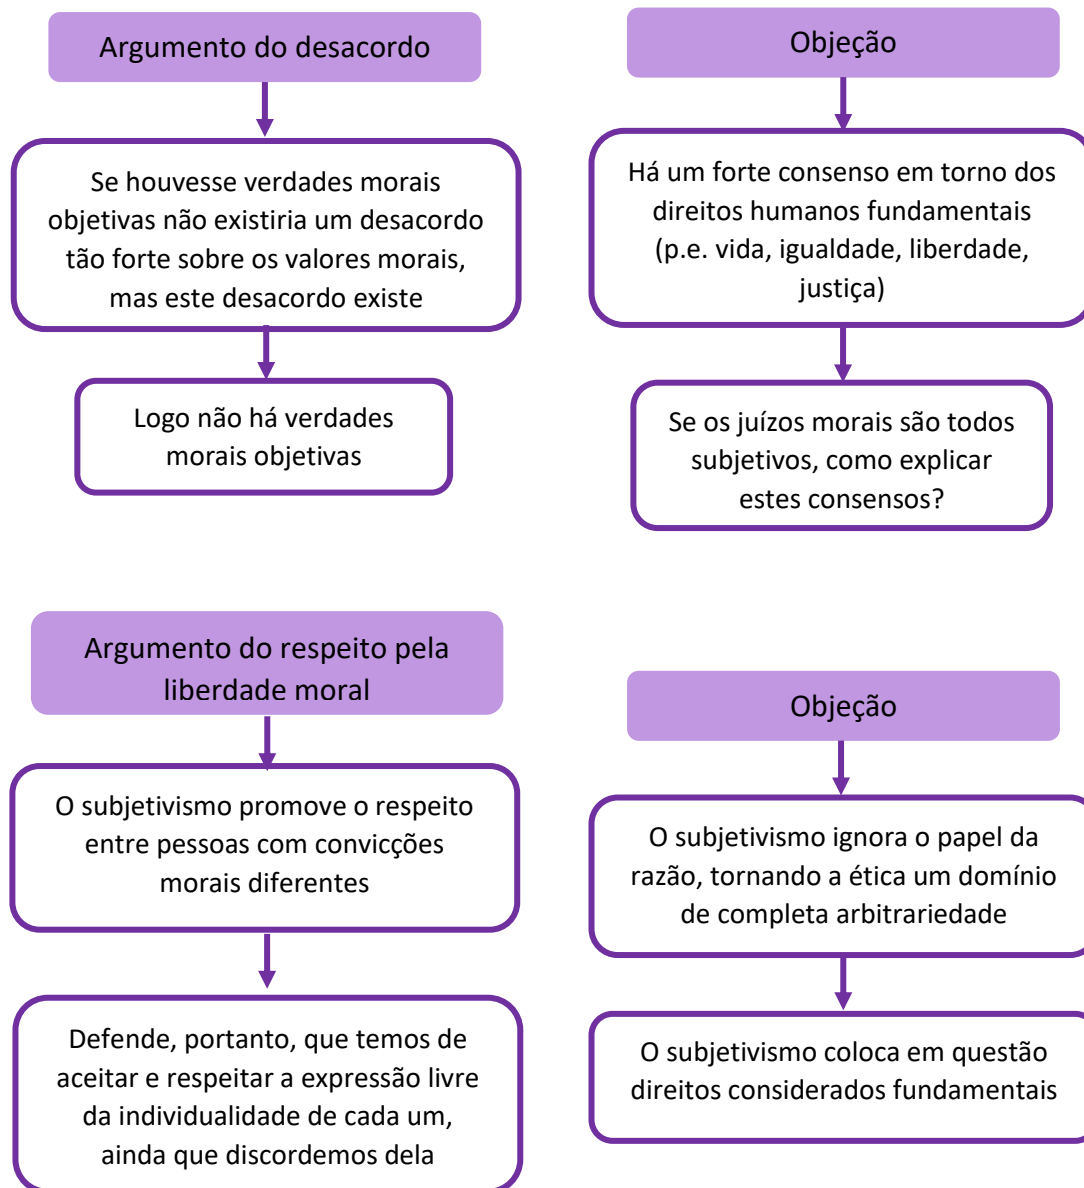 Argumento do desacordo
Se houvesse verdades morais
objetivas não existiria um desacordo
tão forte sobre os valores morais,
mas este desacordo existe
Logo não há verdades
morais objetivas
Objeção
Há um forte consenso em torno dos
direitos humanos fundamentais
(p.e. vida, igualdade, liberdade,
justiça)
Se os juízos morais são todos
subjetivos, como explicar
estes consensos?
Argumento do respeito pela
liberdade moral
O subjetivismo promove o respeito
entre pessoas com convicções
morais diferentes
Defende, portanto, que temos de
aceitar e respeitar a expressão livre
da individualidade de cada um,
ainda que discordemos dela
Objeção
O subjetivismo ignora o papel da
razão, tornando a ética um domínio
de completa arbitrariedade
O subjetivismo coloca em questão
direitos considerados fundamentais